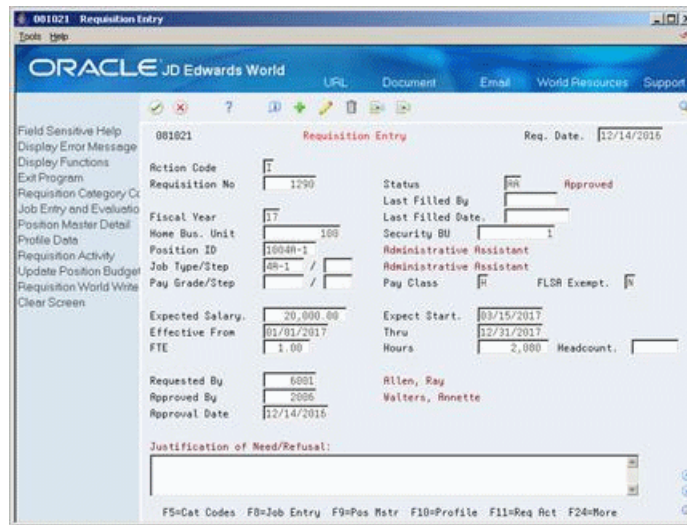 081021 Requisition Entry
Tools Help
ORACLE JD Edwards World
URL Document Email World Resources Support
Field Sensitive Help
Display Error Message
Display Functions
Exit Program
Requisition Category Co
Job Entry and Evaluatio
Position Master Detail
Profile Data
Requisition Activity
Update Position Budget
Requisition World Write
Clear Screen
081021 Requisition Entry Req. Date. 12/14/2016
Action Code I
Requisition No 1290 Status AA Approved
Last Filled By
Fiscal Year 17 Last Filled Date.
Home Bus. Unit 100 Security BU 1
Position ID 1004A-1 Administrative Assistant
Job Type/Step 4A-1 / Administrative Assistant
Pay Grade/Step / Pay Class H FLSA Exempt. N
Expected Salary. 20,000.00 Expect Start. 03/15/2017
Effective From 01/01/2017 Thru 12/31/2017
FTE 1.00 Hours 2,080 Headcount.
Requested By 6001 Allen, Ray
Approved By 2006 Walters, Annette
Approval Date 12/14/2016
Justification of Need/Refusal:
F5=Cat Codes F8=Job Entry F9=Pos Mstr F10=Profile F11=Req Act F24=More